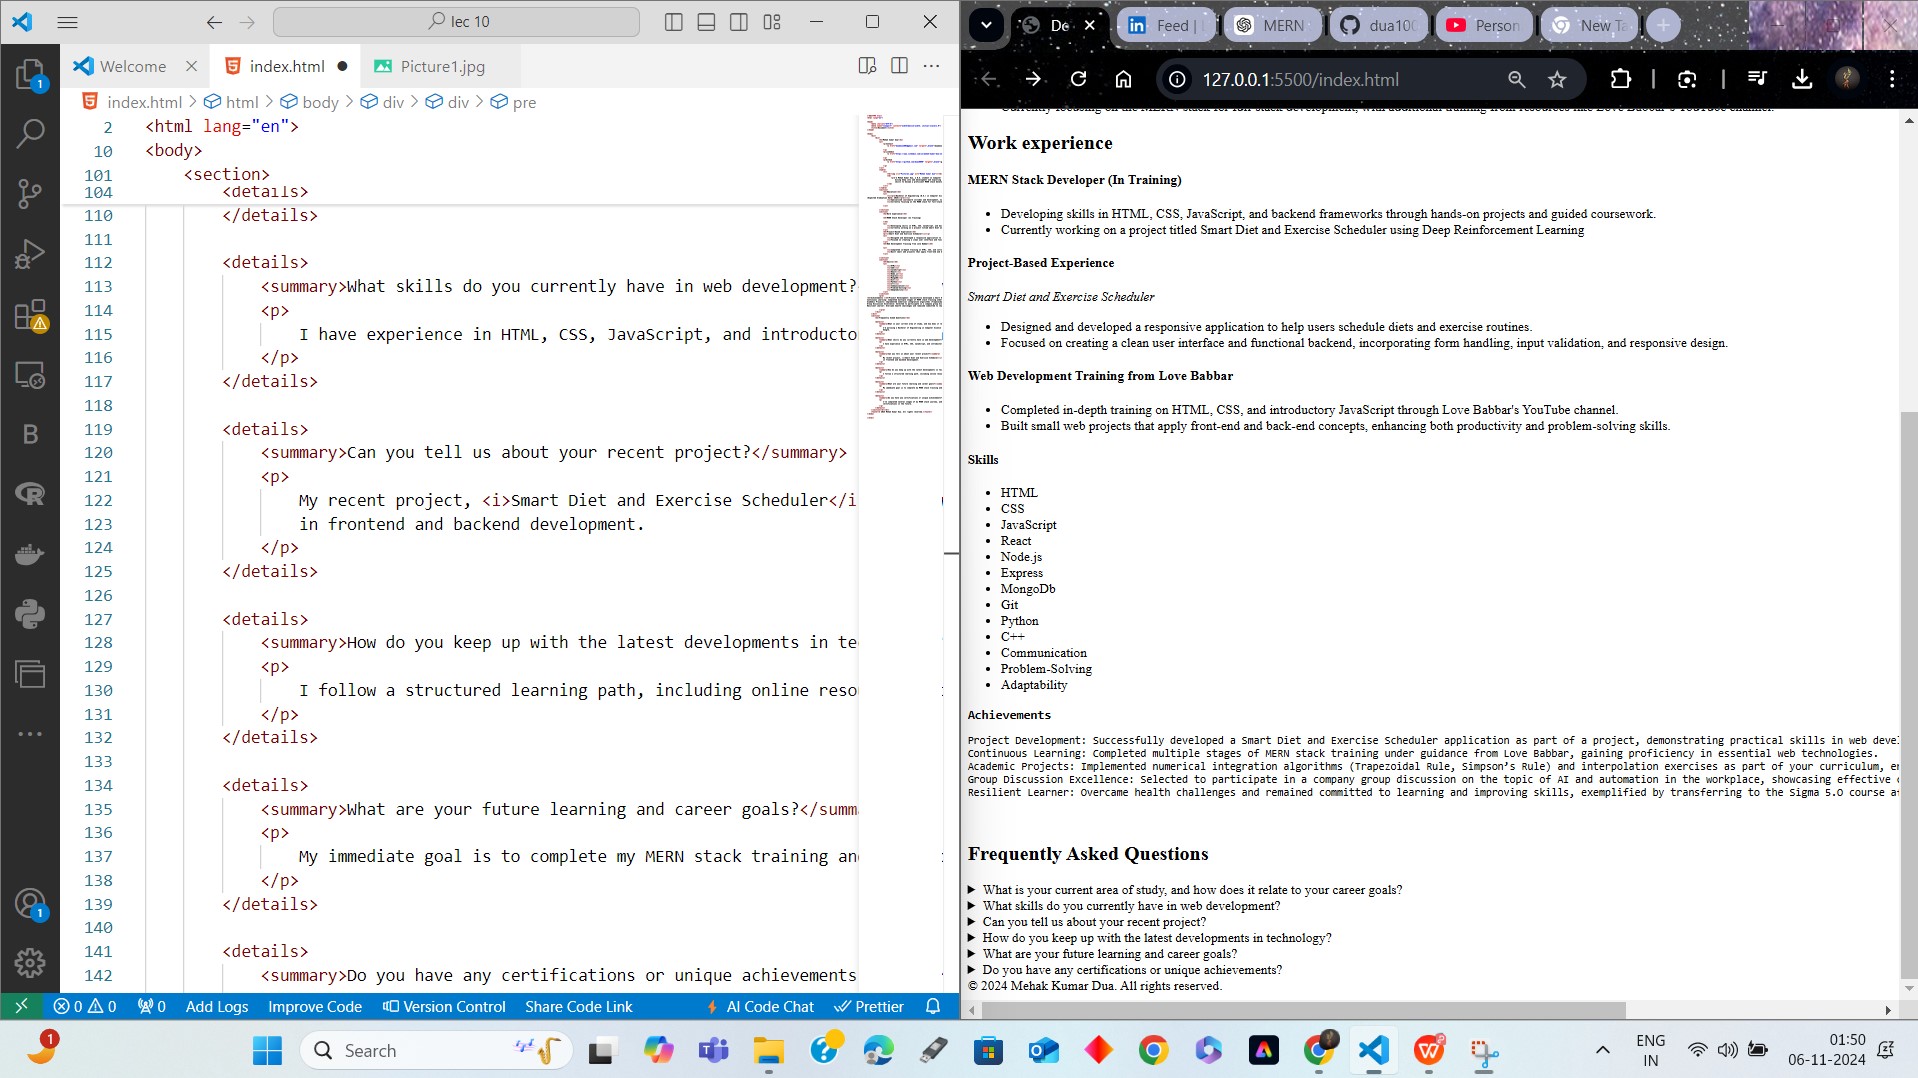 lec 10
Welcome
index.html
Picture1.jpg
index.html > html > body > div > div > pre
2 <html lang="en">
10 <body>
101 <section>
104 <details>
110 </details>
111
112 <details>
113 <summary>What skills do you currently have in web development?
114 <p>
115 I have experience in HTML, CSS, JavaScript, and introducto
116 </p>
117 </details>
118
119 <details>
120 <summary>Can you tell us about your recent project?</summary>
121 <p>
122 My recent project, <i>Smart Diet and Exercise Scheduler</i
123 in frontend and backend development.
124 </p>
125 </details>
126
127 <details>
128 <summary>How do you keep up with the latest developments in tec
129 <p>
130 I follow a structured learning path, including online reso
131 </p>
132 </details>
133
134 <details>
135 <summary>What are your future learning and career goals?</summ
136 <p>
137 My immediate goal is to complete my MERN stack training an
138 </p>
139 </details>
140
141 <details>
142 <summary>Do you have any certifications or unique achievements
0 0 0 Add Logs Improve Code Version Control Share Code Link AI Code Chat Prettier
De
Feed |
MERN
dua100
Person
New Ta
127.0.0.1:5500/index.html
Work experience
MERN Stack Developer (In Training)
• Developing skills in HTML, CSS, JavaScript, and backend frameworks through hands-on projects and guided coursework.
• Currently working on a project titled Smart Diet and Exercise Scheduler using Deep Reinforcement Learning
Project-Based Experience
Smart Diet and Exercise Scheduler
• Designed and developed a responsive application to help users schedule diets and exercise routines.
• Focused on creating a clean user interface and functional backend, incorporating form handling, input validation, and responsive design.
Web Development Training from Love Babbar
• Completed in-depth training on HTML, CSS, and introductory JavaScript through Love Babbar's YouTube channel.
• Built small web projects that apply front-end and back-end concepts, enhancing both productivity and problem-solving skills.
Skills
• HTML
• CSS
• JavaScript
• React
• Node.js
• Express
• MongoDb
• Git
• Python
• C++
• Communication
• Problem-Solving
• Adaptability
Achievements
Project Development: Successfully developed a Smart Diet and Exercise Scheduler application as part of a project, demonstrating practical skills in web deve
Continuous Learning: Completed multiple stages of MERN stack training under guidance from Love Babbar, gaining proficiency in essential web technologies.
Academic Projects: Implemented numerical integration algorithms (Trapezoidal Rule, Simpson’s Rule) and interpolation exercises as part of your curriculum, e
Group Discussion Excellence: Selected to participate in a company group discussion on the topic of AI and automation in the workplace, showcasing effective
Resilient Learner: Overcame health challenges and remained committed to learning and improving skills, exemplified by transferring to the Sigma 5.0 course a
Frequently Asked Questions
What is your current area of study, and how does it relate to your career goals?
What skills do you currently have in web development?
Can you tell us about your recent project?
How do you keep up with the latest developments in technology?
What are your future learning and career goals?
Do you have any certifications or unique achievements?
© 2024 Mehak Kumar Dua. All rights reserved.
1
Search
ENG
IN
01:50
06-11-2024